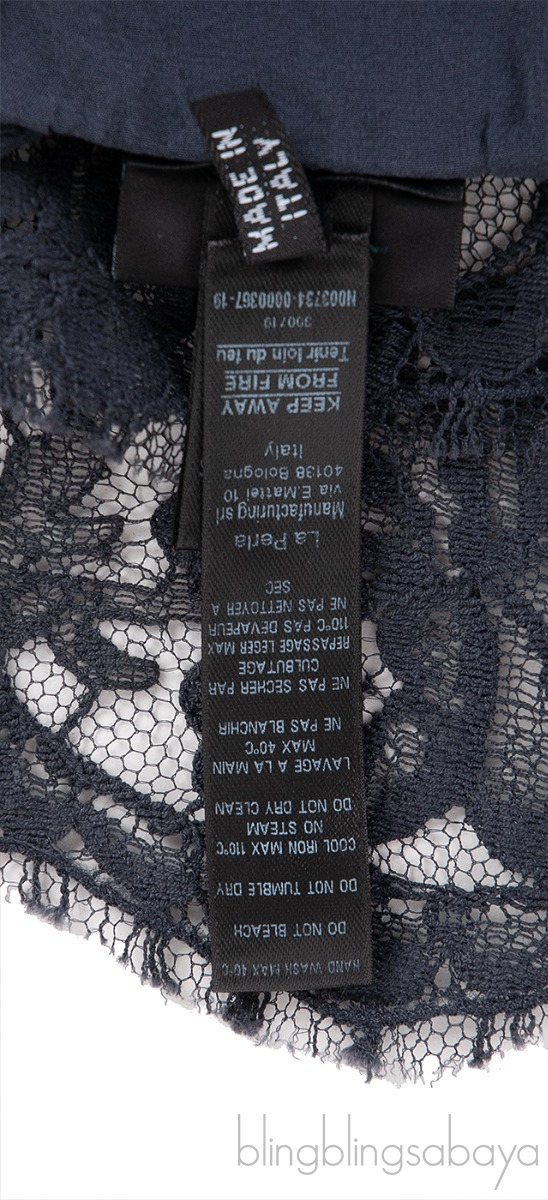 MADE IN
ITALY
HAND WASH MAX 40°C
DO NOT BLEACH
DO NOT TUMBLE DRY
COOL IRON MAX 110°C
NO STEAM
DO NOT DRY CLEAN
LAVAGE A LA MAIN
MAX 40°C
NE PAS BLANCHIR
NE PAS SECHER PAR
CULBUTAGE
REPASSAGE LEGER MAX
110°C PAS DEVAPEUR
NE PAS NETTOYER A
SEC
La Perla
Manufacturing srl
via E.Mattei 10
40138 Bologna
Italy
KEEP AWAY
FROM FIRE
Tenir loin du feu
390719
N003734-0000367-19
blingblingsabaya